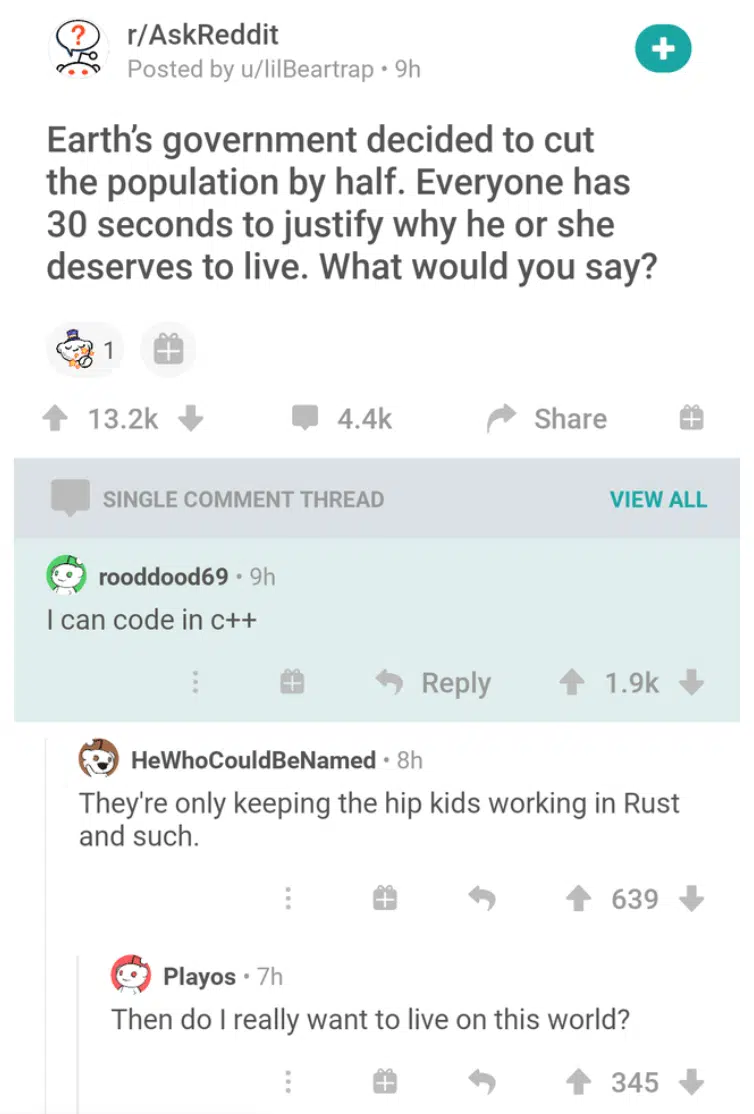 r/AskReddit
Posted by u/lilBeartrap • 9h
Earth's government decided to cut
the population by half. Everyone has
30 seconds to justify why he or she
deserves to live. What would you say?
1
13.2k 4.4k Share
SINGLE COMMENT THREAD VIEW ALL
rooddood69 • 9h
I can code in c++
Reply 1.9k
HeWhoCouldBeNamed • 8h
They're only keeping the hip kids working in Rust
and such.
639
Playos • 7h
Then do I really want to live on this world?
345